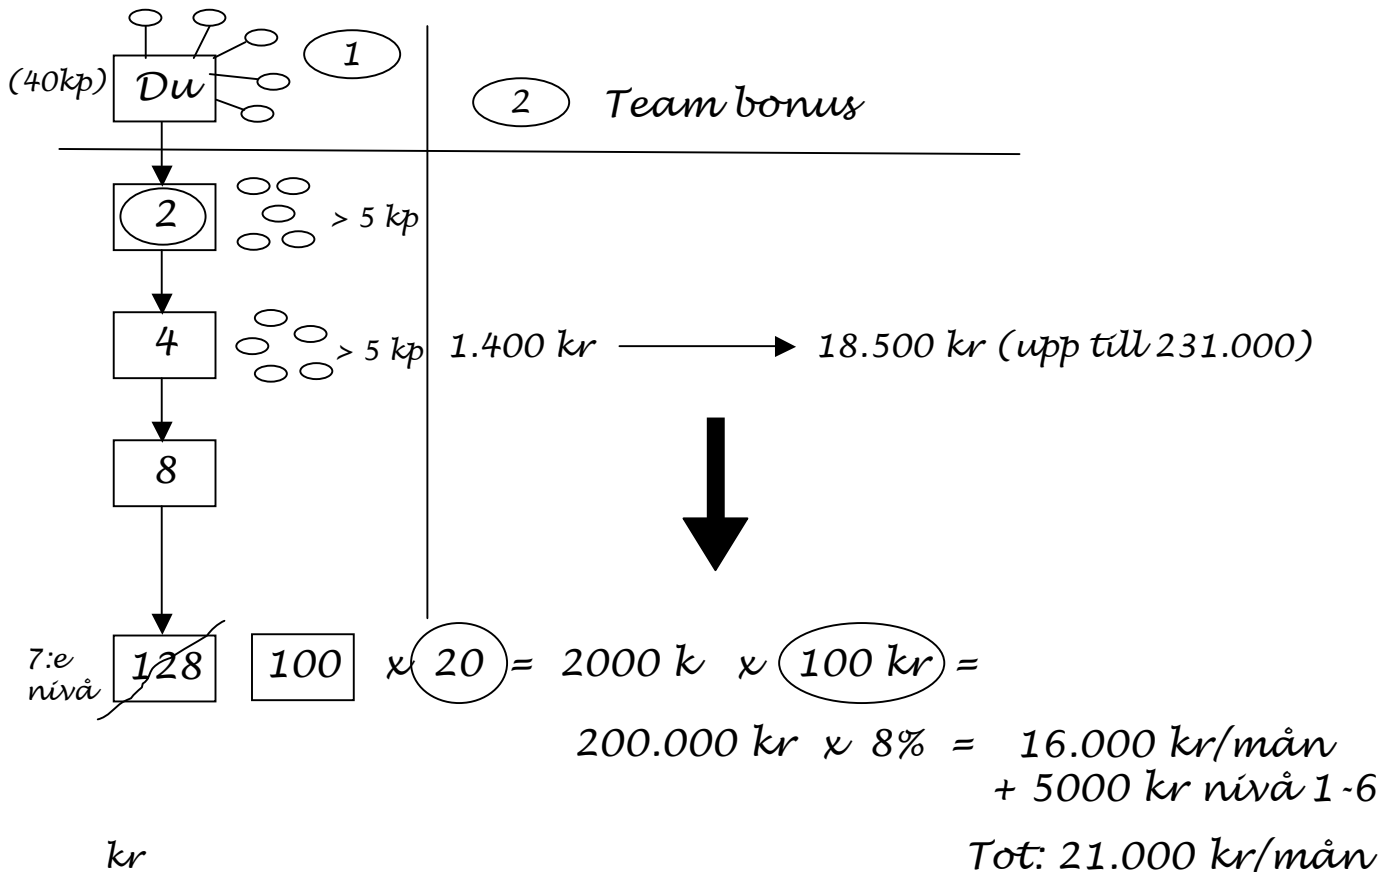 1
(40kp) Du
2 Team bonus
2 > 5 kp
4 > 5 kp 1.400 kr 18.500 kr (upp till 231.000)
8
7:e nivå 128 100 x 20 = 2000 k x 100 kr =
200.000 kr x 8% = 16.000 kr/mån
+ 5000 kr nivå 1-6
kr Tot: 21.000 kr/mån